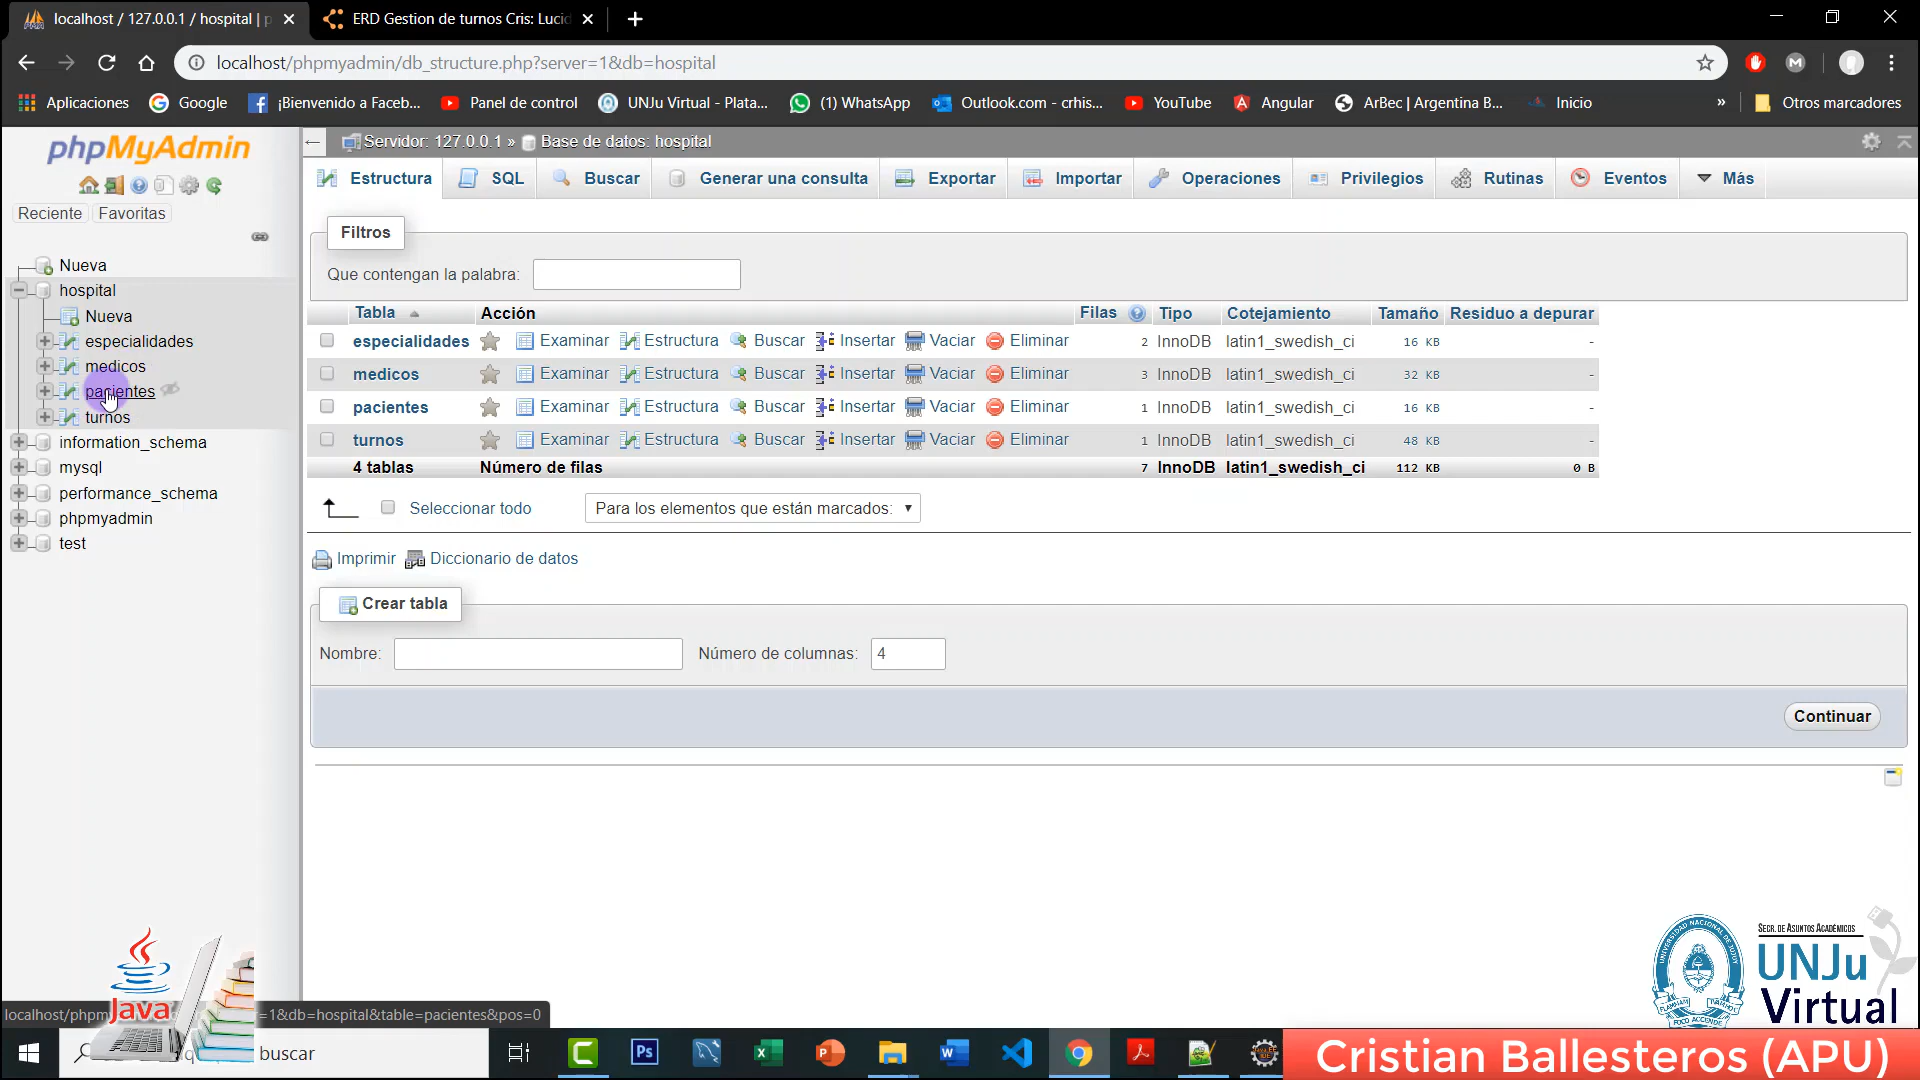 localhost / 127.0.0.1 / hospital | p
ERD Gestion de turnos Cris: Lucid
localhost/phpmyadmin/db_structure.php?server=1&db=hospital
Aplicaciones
Google
¡Bienvenido a Faceb...
Panel de control
UNJu Virtual - Plata...
(1) WhatsApp
Outlook.com - crhis...
YouTube
Angular
ArBec | Argentina B...
Inicio
»
Otros marcadores
phpMyAdmin
Reciente
Favoritas
Nueva
hospital
Nueva
especialidades
medicos
pacientes
turnos
information_schema
mysql
performance_schema
phpmyadmin
test
Servidor: 127.0.0.1 » Base de datos: hospital
Estructura
SQL
Buscar
Generar una consulta
Exportar
Importar
Operaciones
Privilegios
Rutinas
Eventos
Más
Filtros
Que contengan la palabra:
Tabla Acción Filas Tipo Cotejamiento Tamaño Residuo a depurar
especialidades Examinar Estructura Buscar Insertar Vaciar Eliminar 2 InnoDB latin1_swedish_ci 16 KB -
medicos Examinar Estructura Buscar Insertar Vaciar Eliminar 3 InnoDB latin1_swedish_ci 32 KB -
pacientes Examinar Estructura Buscar Insertar Vaciar Eliminar 1 InnoDB latin1_swedish_ci 16 KB -
turnos Examinar Estructura Buscar Insertar Vaciar Eliminar 1 InnoDB latin1_swedish_ci 48 KB -
4 tablas Número de filas 7 InnoDB latin1_swedish_ci 112 KB 0 B
Seleccionar todo
Para los elementos que están marcados:
Imprimir
Diccionario de datos
Crear tabla
Nombre:
Número de columnas: 4
Continuar
Java
SECR. DE ASUNTOS ACADÉMICOS
UNJu
Virtual
=1&db=hospital&table=pacientes&pos=0
buscar
Cristian Ballesteros (APU)